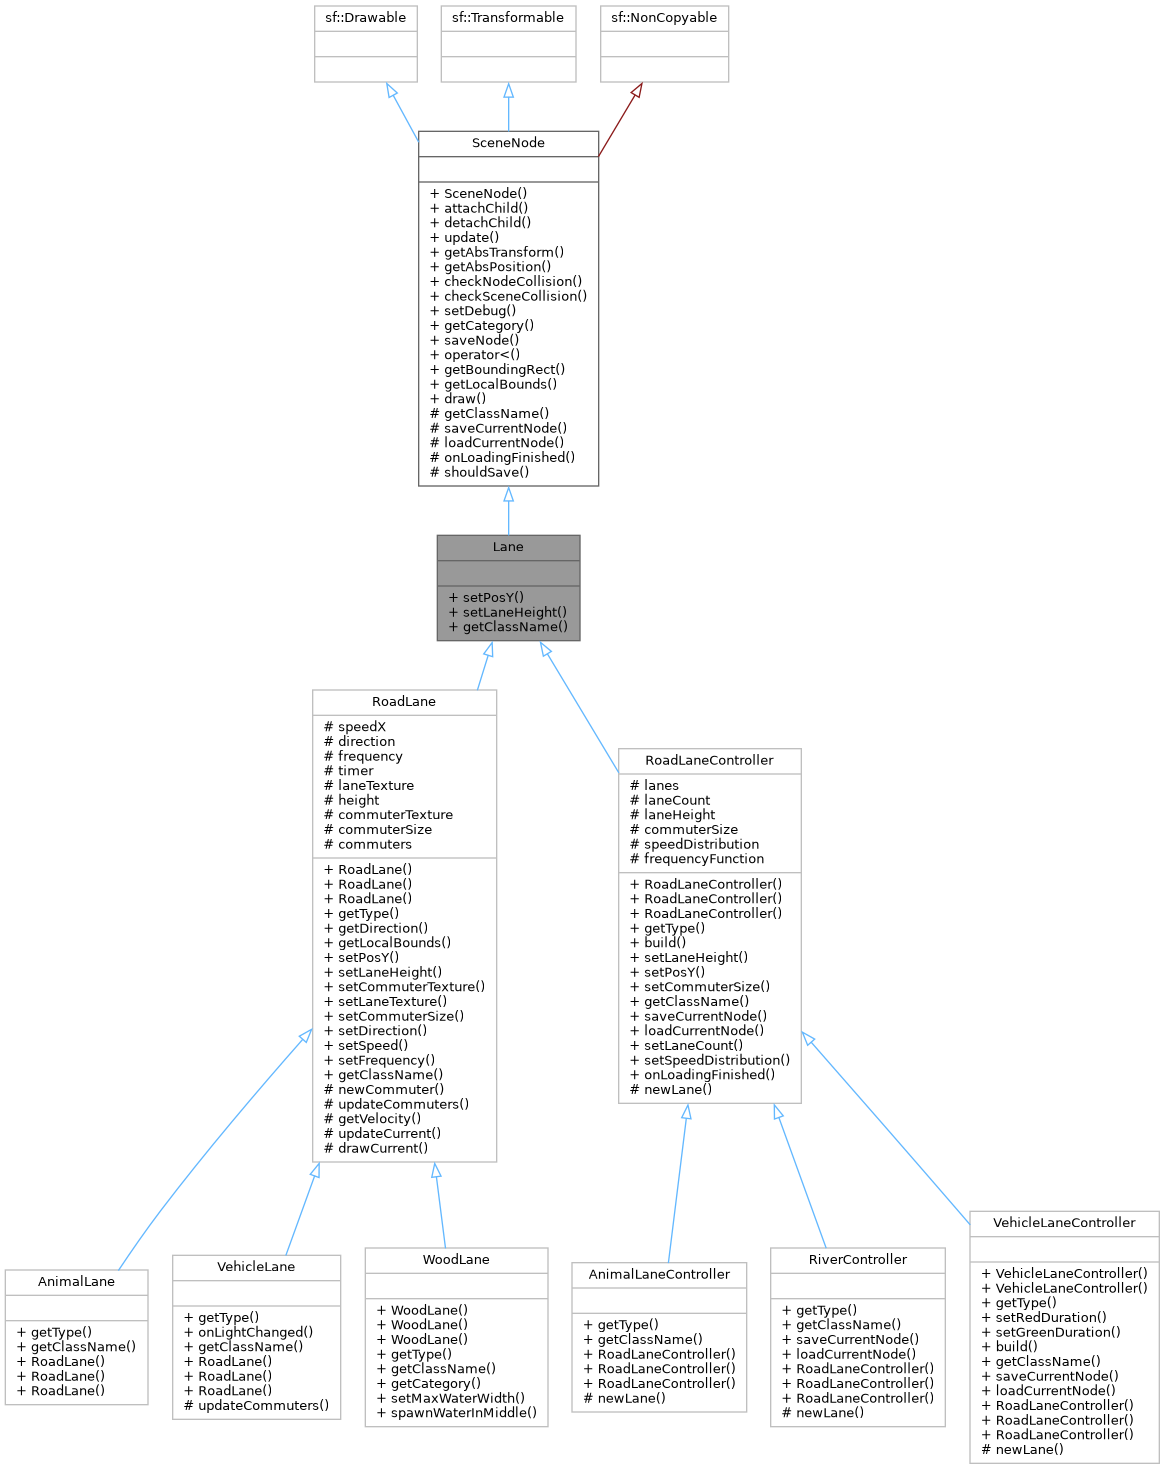 sf::Drawable
sf::Transformable
sf::NonCopyable
SceneNode
+ SceneNode()
+ attachChild()
+ detachChild()
+ update()
+ getAbsTransform()
+ getAbsPosition()
+ checkNodeCollision()
+ checkSceneCollision()
+ setDebug()
+ getCategory()
+ saveNode()
+ operator<()
+ getBoundingRect()
+ getLocalBounds()
+ draw()
# getClassName()
# saveCurrentNode()
# loadCurrentNode()
# onLoadingFinished()
# shouldSave()
Lane
+ setPosY()
+ setLaneHeight()
+ getClassName()
RoadLane
# speedX
# direction
# frequency
# timer
# laneTexture
# height
# commuterTexture
# commuterSize
# commuters
+ RoadLane()
+ RoadLane()
+ RoadLane()
+ getType()
+ getDirection()
+ getLocalBounds()
+ setPosY()
+ setLaneHeight()
+ setCommuterTexture()
+ setLaneTexture()
+ setCommuterSize()
+ setDirection()
+ setSpeed()
+ setFrequency()
+ getClassName()
# newCommuter()
# updateCommuters()
# getVelocity()
# updateCurrent()
# drawCurrent()
RoadLaneController
# lanes
# laneCount
# laneHeight
# commuterSize
# speedDistribution
# frequencyFunction
+ RoadLaneController()
+ RoadLaneController()
+ RoadLaneController()
+ getType()
+ build()
+ setLaneHeight()
+ setPosY()
+ setCommuterSize()
+ getClassName()
+ saveCurrentNode()
+ loadCurrentNode()
+ setLaneCount()
+ setSpeedDistribution()
+ onLoadingFinished()
# newLane()
AnimalLane
+ getType()
+ getClassName()
+ RoadLane()
+ RoadLane()
+ RoadLane()
VehicleLane
+ getType()
+ onLightChanged()
+ getClassName()
+ RoadLane()
+ RoadLane()
+ RoadLane()
# updateCommuters()
WoodLane
+ WoodLane()
+ WoodLane()
+ WoodLane()
+ getType()
+ getClassName()
+ getCategory()
+ setMaxWaterWidth()
+ spawnWaterInMiddle()
AnimalLaneController
+ getType()
+ getClassName()
+ RoadLaneController()
+ RoadLaneController()
+ RoadLaneController()
# newLane()
RiverController
+ getType()
+ getClassName()
+ saveCurrentNode()
+ loadCurrentNode()
+ RoadLaneController()
+ RoadLaneController()
+ RoadLaneController()
# newLane()
VehicleLaneController
+ VehicleLaneController()
+ VehicleLaneController()
+ getType()
+ setRedDuration()
+ setGreenDuration()
+ build()
+ getClassName()
+ saveCurrentNode()
+ loadCurrentNode()
+ RoadLaneController()
+ RoadLaneController()
+ RoadLaneController()
# newLane()